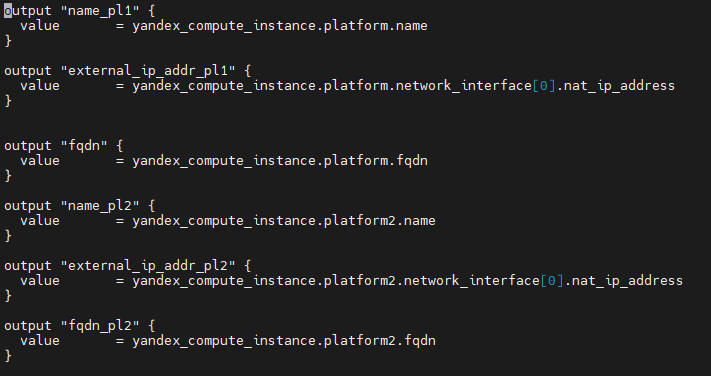 output "name_pl1" {
  value       = yandex_compute_instance.platform.name
}

output "external_ip_addr_pl1" {
  value       = yandex_compute_instance.platform.network_interface[0].nat_ip_address
}


output "fqdn" {
  value       = yandex_compute_instance.platform.fqdn
}

output "name_pl2" {
  value       = yandex_compute_instance.platform2.name
}

output "external_ip_addr_pl2" {
  value       = yandex_compute_instance.platform2.network_interface[0].nat_ip_address
}

output "fqdn_pl2" {
  value       = yandex_compute_instance.platform2.fqdn
}